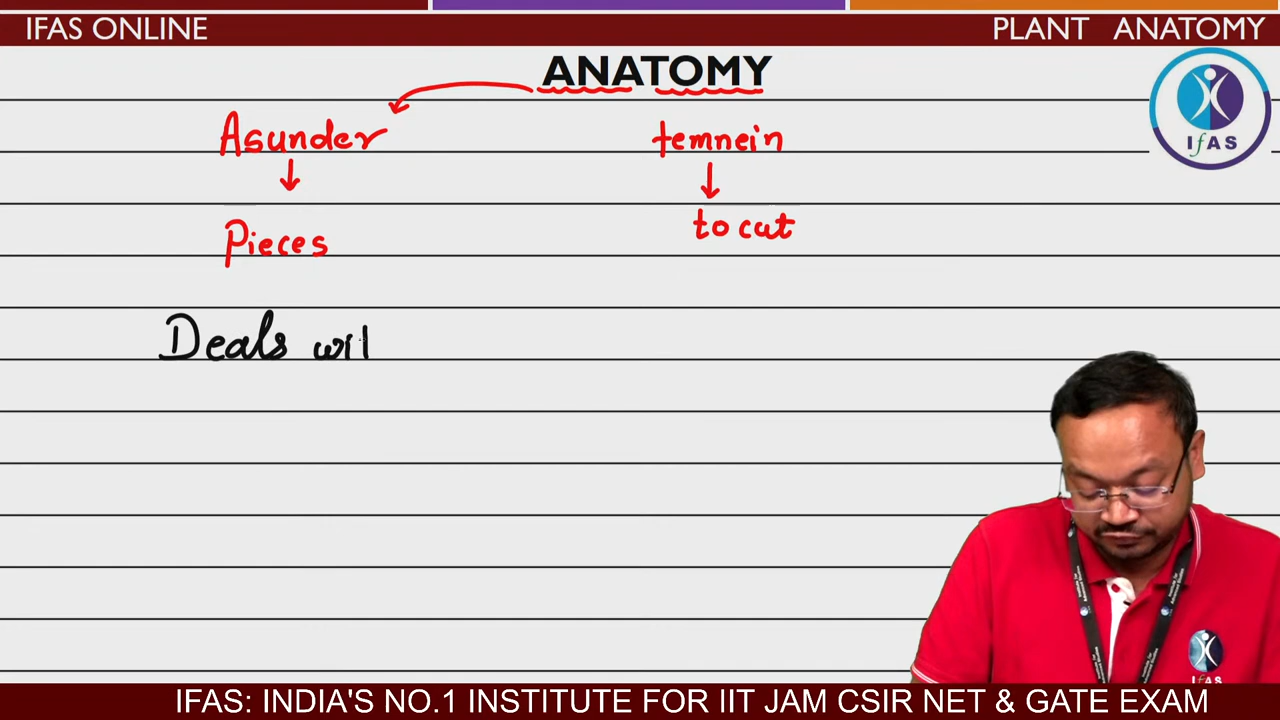 IFAS ONLINE
PLANT ANATOMY
ANATOMY
IfAS
Asunder temnein
Pieces to cut
Deals wit
IFAS: INDIA'S NO.1 INSTITUTE FOR IIT JAM CSIR NET & GATE EXAM